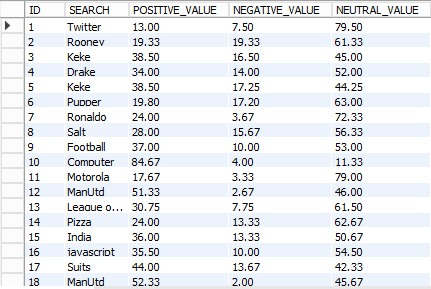 ID SEARCH POSITIVE_VALUE NEGATIVE_VALUE NEUTRAL_VALUE
1 Twitter 13.00 7.50 79.50
2 Rooney 19.33 19.33 61.33
3 Keke 38.50 16.50 45.00
4 Drake 34.00 14.00 52.00
5 Keke 38.50 17.25 44.25
6 Pupper 19.80 17.20 63.00
7 Ronaldo 24.00 3.67 72.33
8 Salt 28.00 15.67 56.33
9 Football 37.00 10.00 53.00
10 Computer 84.67 4.00 11.33
11 Motorola 17.67 3.33 79.00
12 ManUtd 51.33 2.67 46.00
13 League o... 30.75 7.75 61.50
14 Pizza 24.00 13.33 62.67
15 India 36.00 13.33 50.67
16 javascript 35.50 10.00 54.50
17 Suits 44.00 13.67 42.33
18 ManUtd 52.33 2.00 45.67